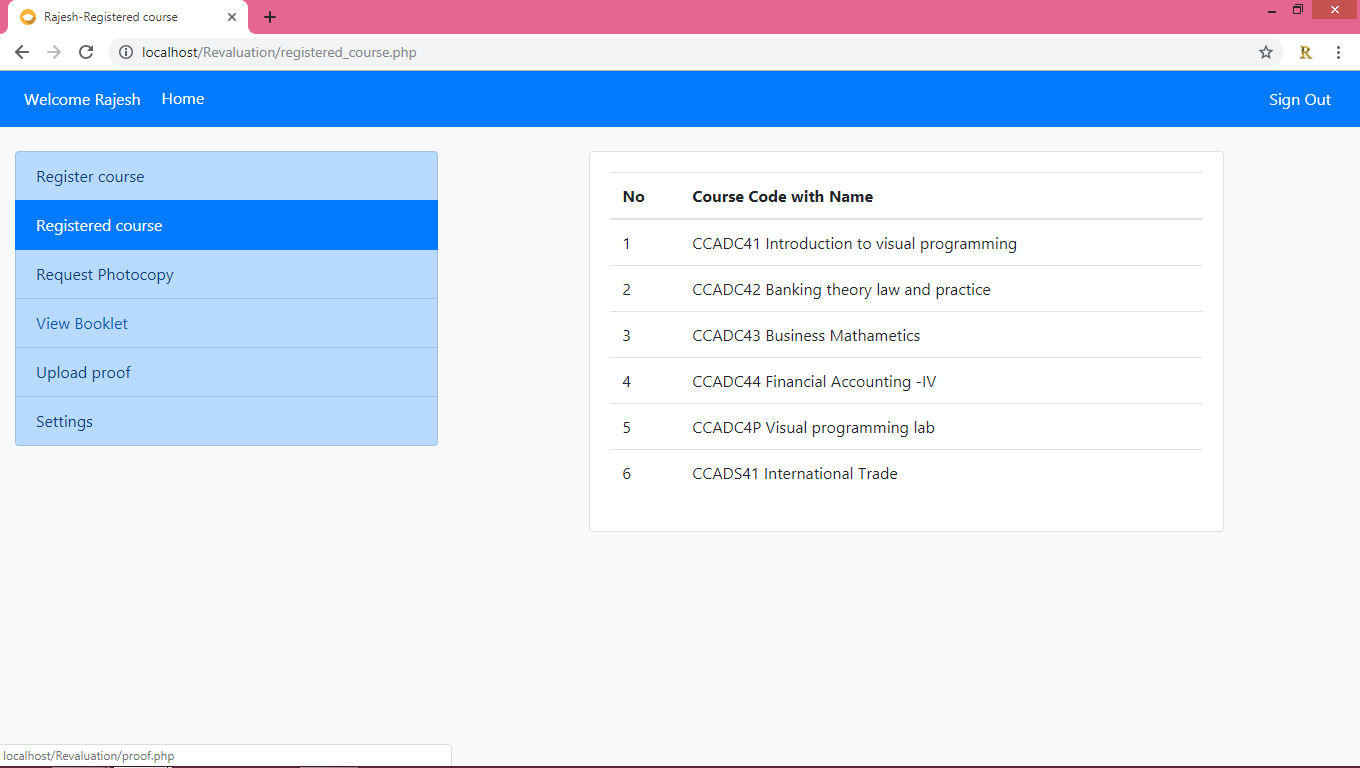 Rajesh-Registered course
localhost/Revaluation/registered_course.php
R
Welcome Rajesh Home Sign Out
Register course
Registered course
Request Photocopy
View Booklet
Upload proof
Settings
No Course Code with Name
1 CCADC41 Introduction to visual programming
2 CCADC42 Banking theory law and practice
3 CCADC43 Business Mathametics
4 CCADC44 Financial Accounting -IV
5 CCADC4P Visual programming lab
6 CCADS41 International Trade
localhost/Revaluation/proof.php